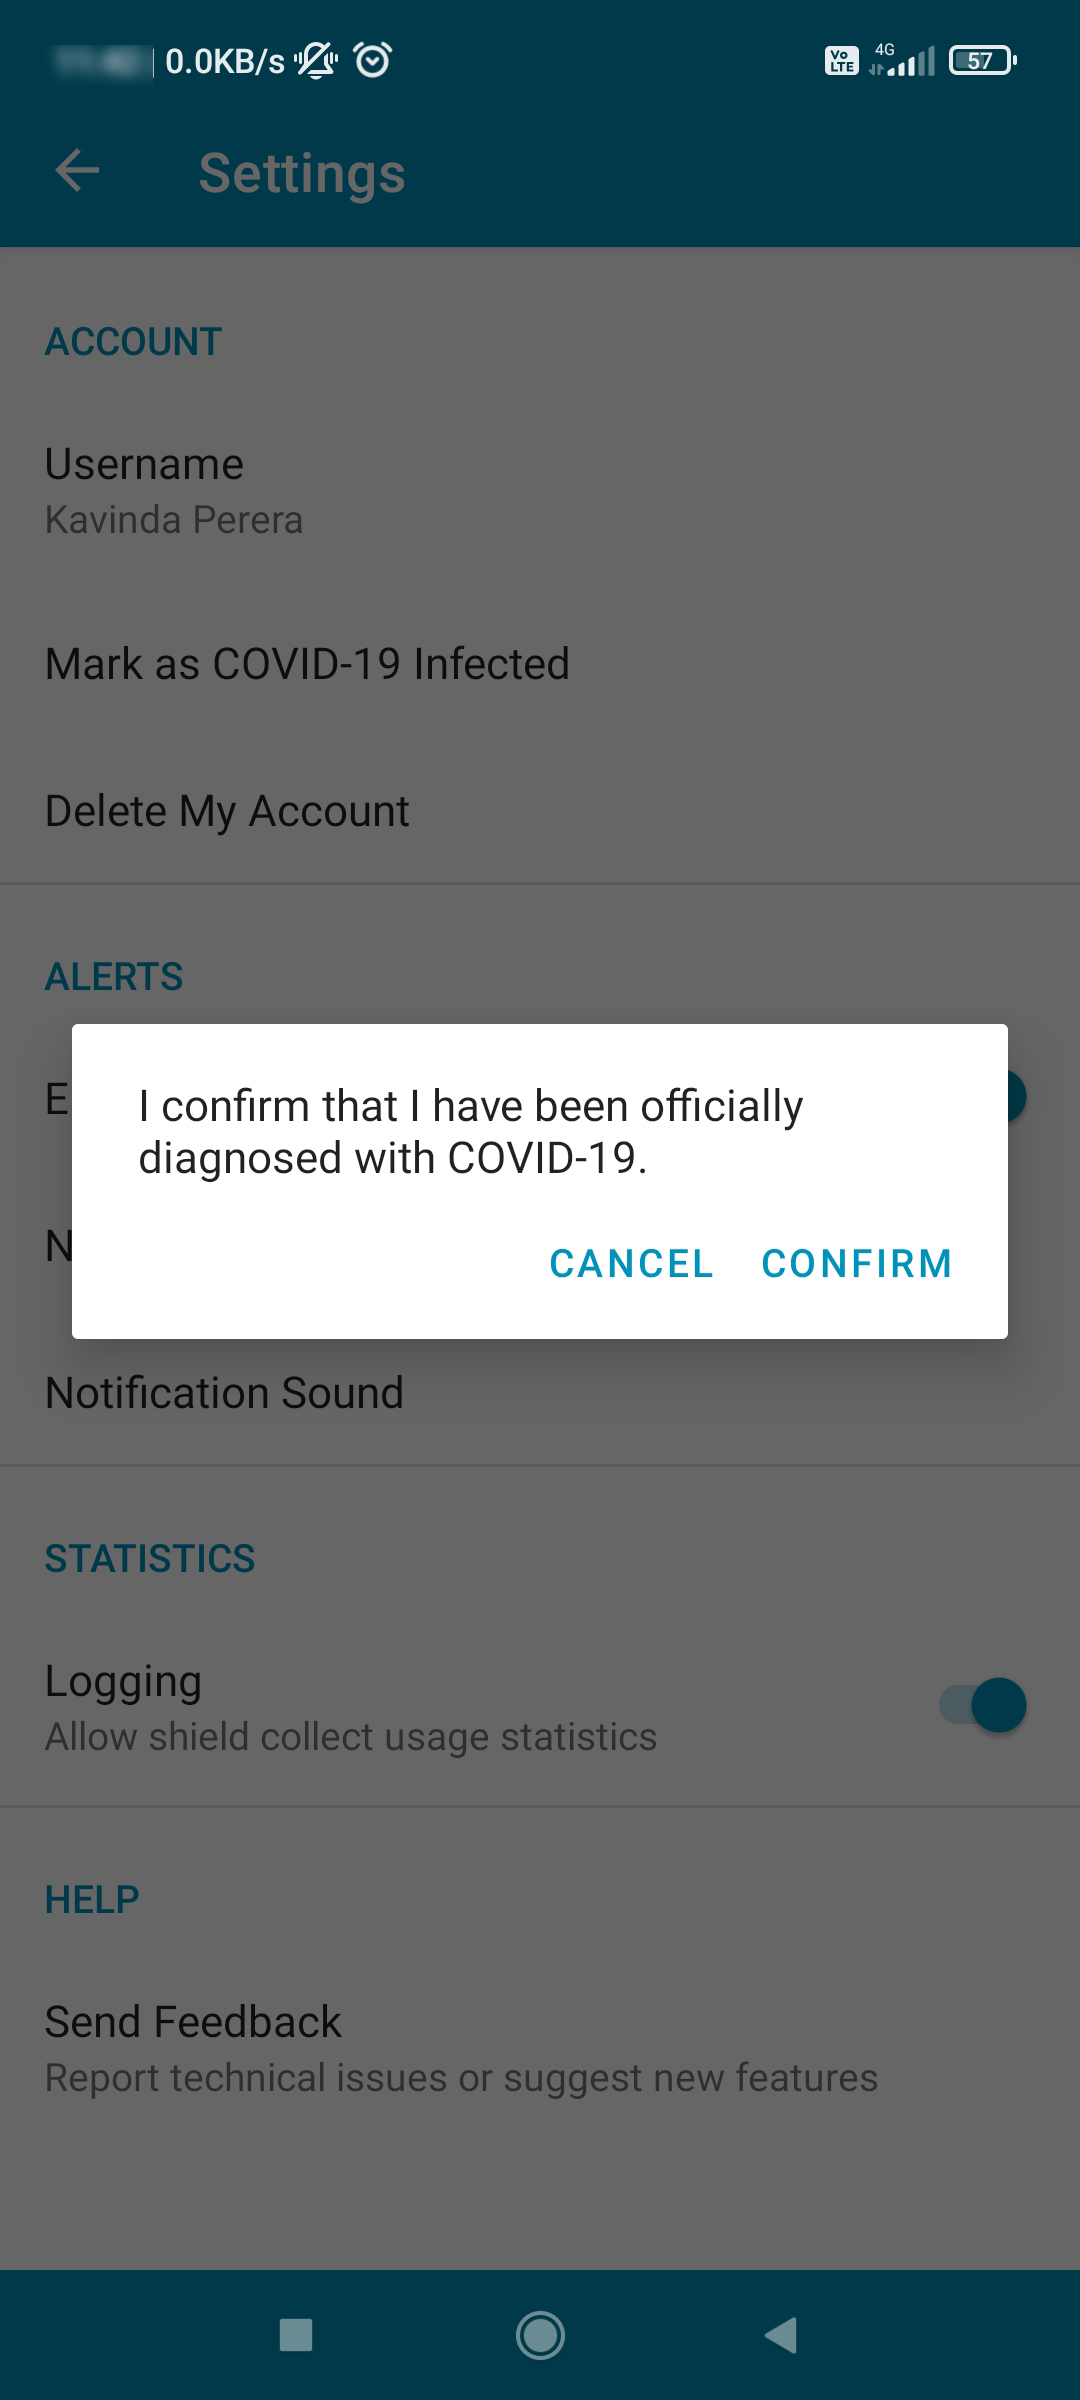 0.0KB/s Vo LTE 4G 57
Settings
ACCOUNT
Username
Kavinda Perera
Mark as COVID-19 Infected
Delete My Account
ALERTS
E
I confirm that I have been officially
diagnosed with COVID-19.
N
CANCEL CONFIRM
Notification Sound
STATISTICS
Logging
Allow shield collect usage statistics
HELP
Send Feedback
Report technical issues or suggest new features